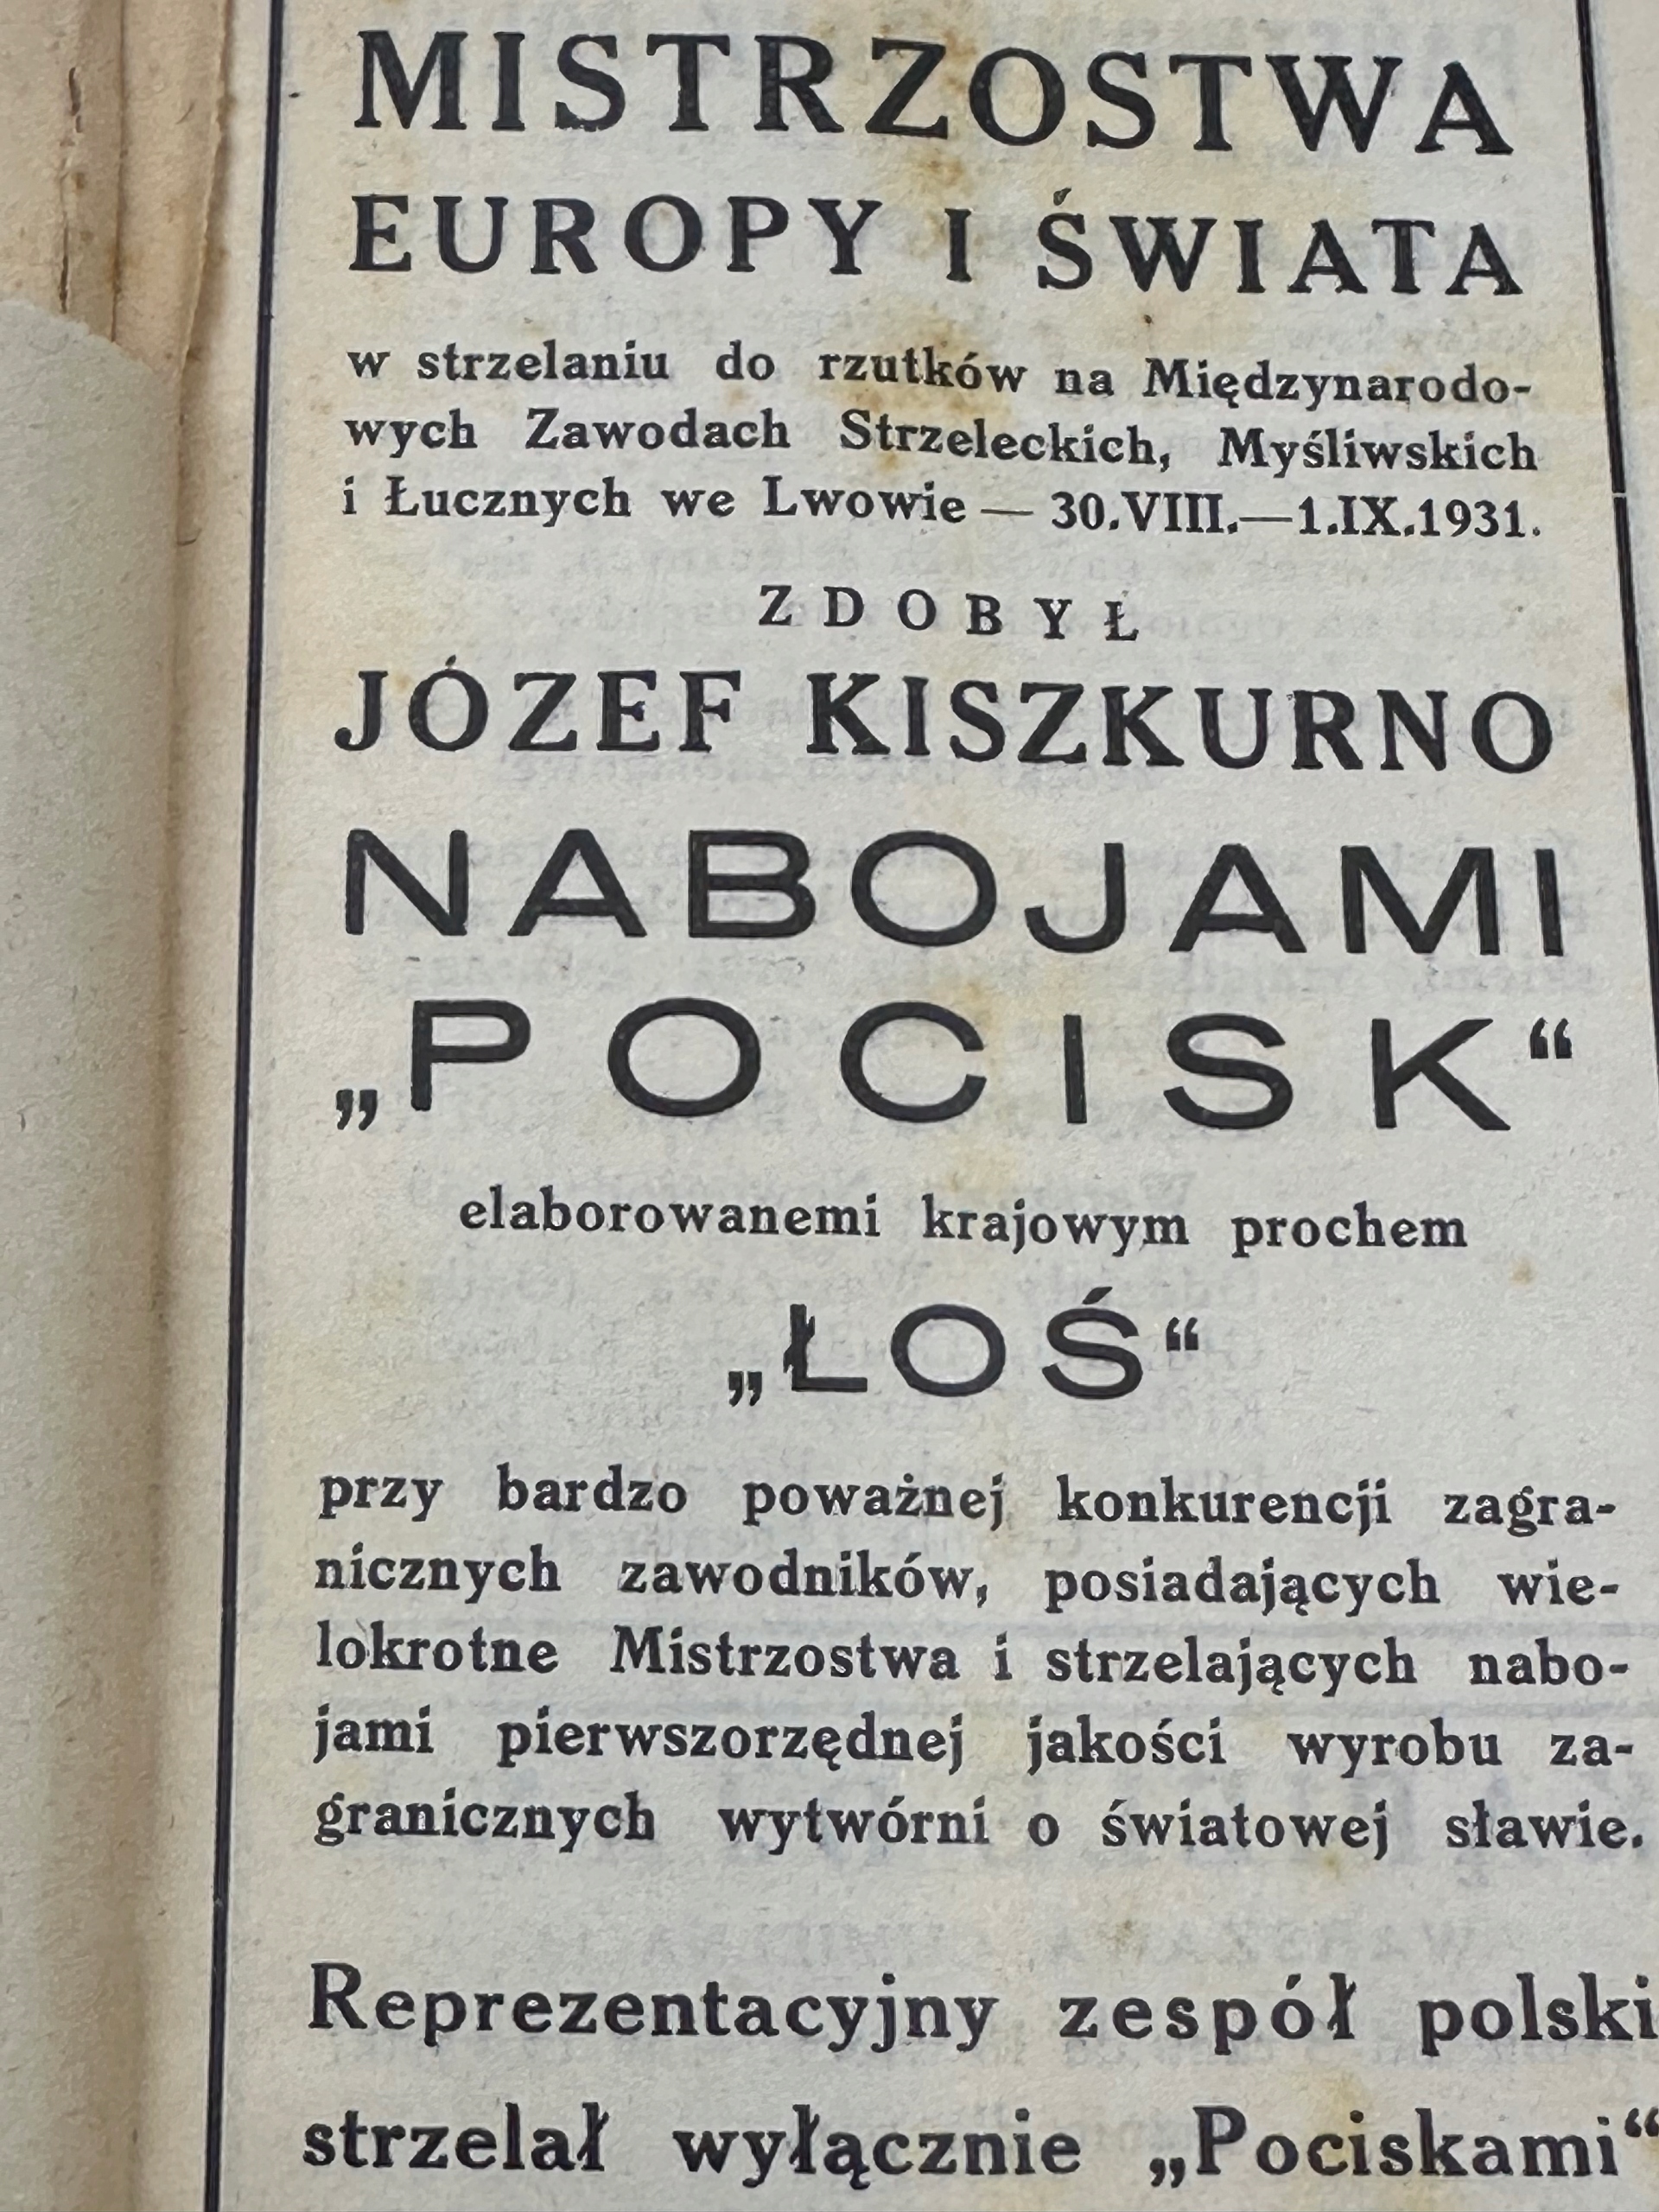 MISTRZOSTWA
EUROPY I ŚWIATA
w strzelaniu do rzutków na Międzynarodo-
wych Zawodach Strzeleckich, Myśliwskich
i Łucznych we Lwowie — 30.VIII.—1.IX.1931.
ZDOBYŁ
JÓZEF KISZKURNO
NABOJAMI
„POCISK“
elaborowanemi krajowym prochem
„ŁOŚ“
przy bardzo poważnej konkurencji zagra-
nicznych zawodników, posiadających wie-
lokrotne Mistrzostwa i strzelających nabo-
jami pierwszorzędnej jakości wyrobu za-
granicznych wytwórni o światowej sławie.
Reprezentacyjny zespół polski
strzelał wyłącznie „Pociskami“